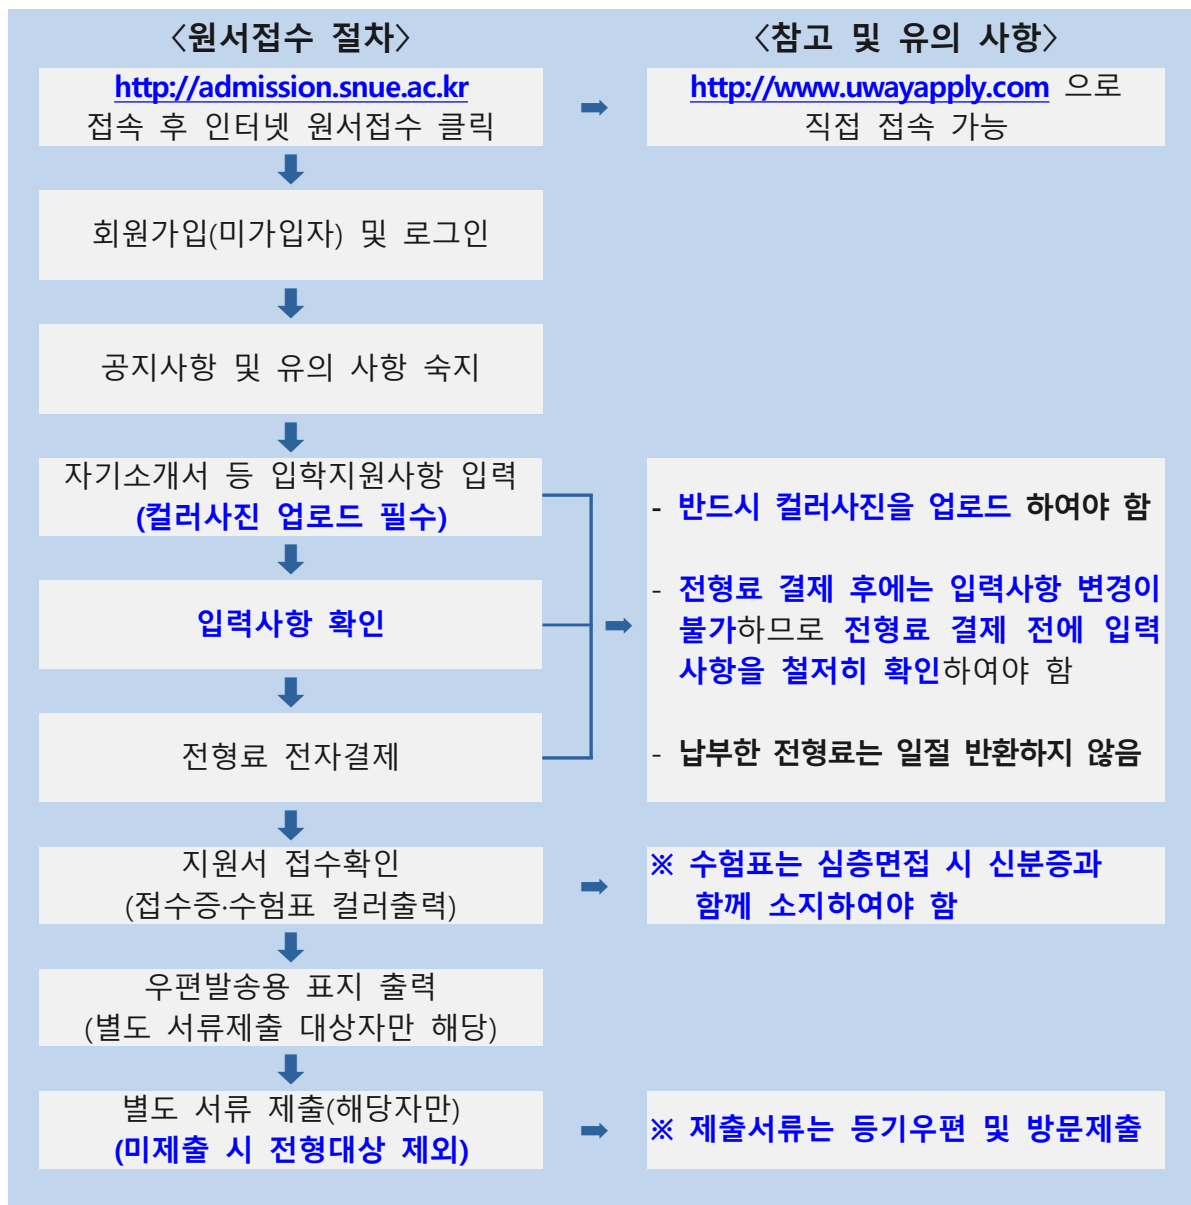 〈원서접수 절차〉
〈참고 및 유의 사항〉
http://admission.snue.ac.kr
접속 후 인터넷 원서접수 클릭
http://www.uwayapply.com 으로
직접 접속 가능
회원가입(미가입자) 및 로그인
공지사항 및 유의 사항 숙지
자기소개서 등 입학지원사항 입력
(컬러사진 업로드 필수)
입력사항 확인
전형료 전자결제
- 반드시 컬러사진을 업로드 하여야 함
- 전형료 결제 후에는 입력사항 변경이
불가하므로 전형료 결제 전에 입력
사항을 철저히 확인하여야 함
- 납부한 전형료는 일절 반환하지 않음
지원서 접수확인
(접수증·수험표 컬러출력)
※ 수험표는 심층면접 시 신분증과
함께 소지하여야 함
우편발송용 표지 출력
(별도 서류제출 대상자만 해당)
별도 서류 제출(해당자만)
(미제출 시 전형대상 제외)
※ 제출서류는 등기우편 및 방문제출